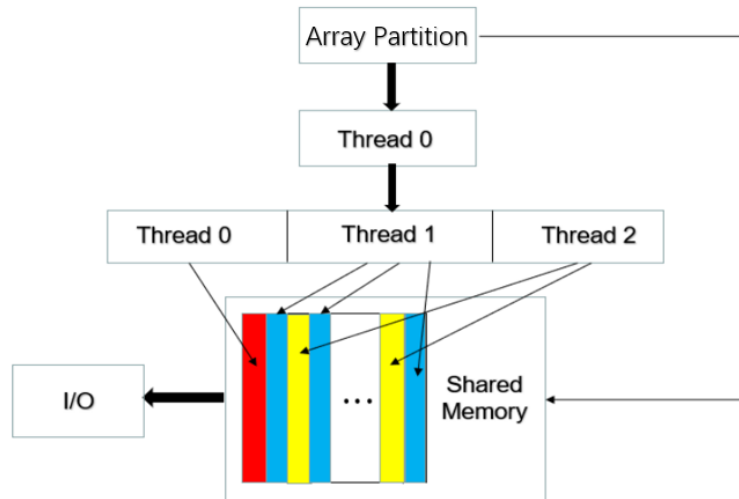 Array Partition
Thread 0
Thread 0
Thread 1
Thread 2
I/O
...
Shared
Memory